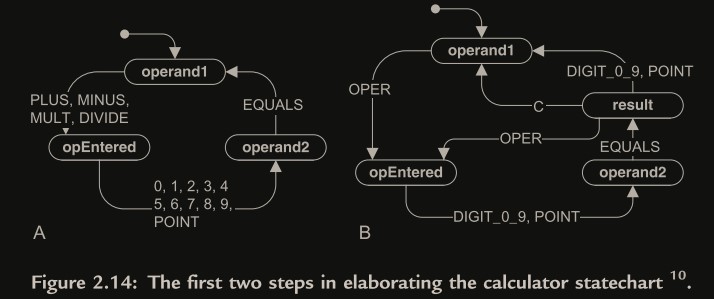 operand1
PLUS, MINUS,
MULT, DIVIDE
EQUALS
opEntered
operand2
0, 1, 2, 3, 4
5, 6, 7, 8, 9,
POINT
A
operand1
OPER
DIGIT_0_9, POINT
C
result
OPER
EQUALS
opEntered
operand2
DIGIT_0_9, POINT
B
Figure 2.14: The first two steps in elaborating the calculator statechart 10.